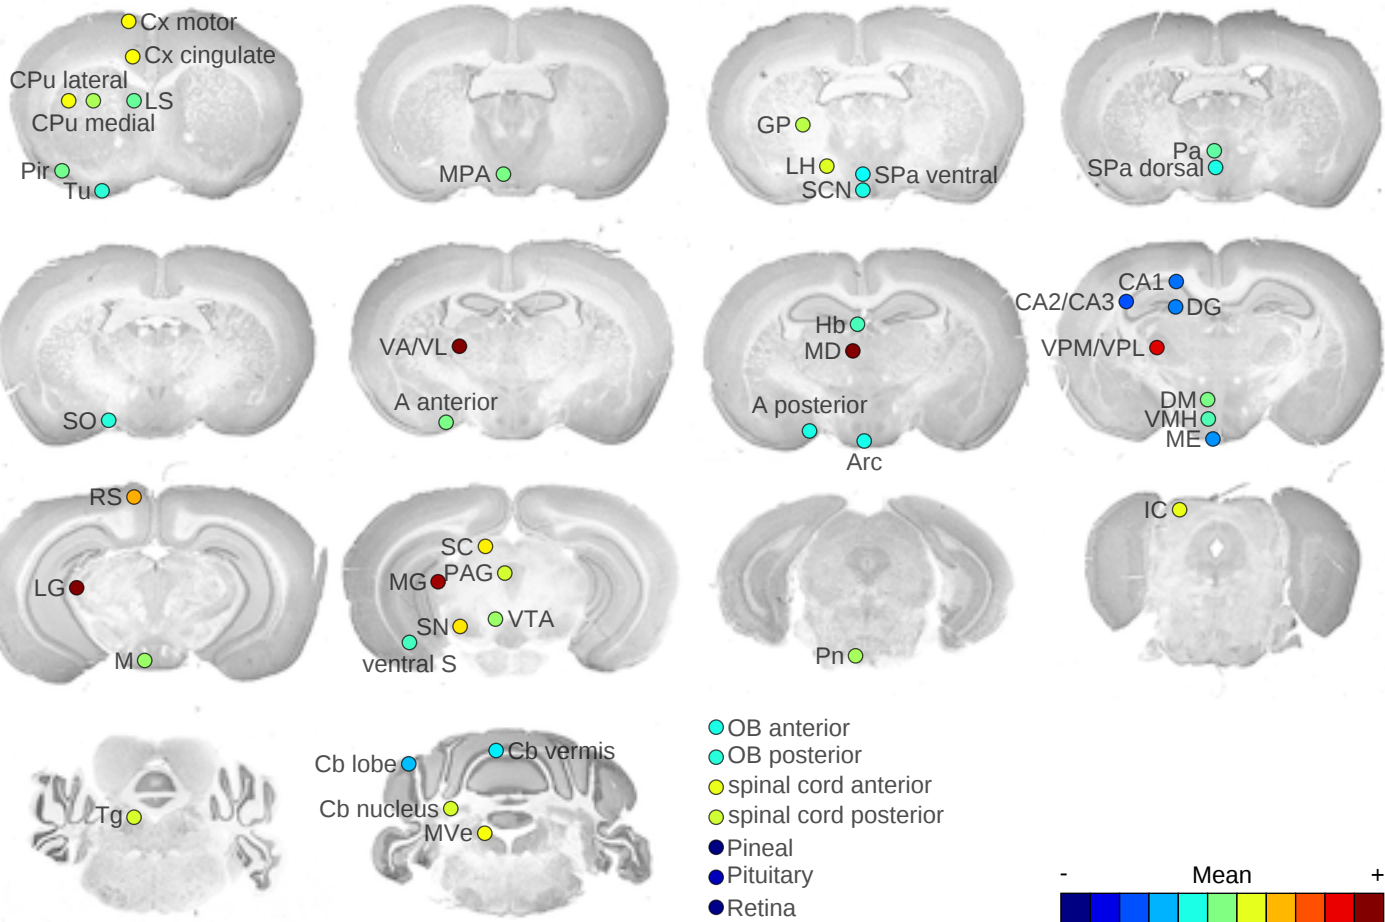 Cx motor
Cx cingulate
CPu lateral
LS
CPu medial
Pir
Tu
MPA
GP
LH
SPa ventral
SCN
Pa
SPa dorsal
SO
VA/VL
A anterior
Hb
MD
A posterior
Arc
CA1
CA2/CA3
DG
VPM/VPL
DM
VMH
ME
RS
LG
M
SC
MG
PAG
SN
VTA
ventral S
Pn
IC
Tg
Cb lobe
Cb vermis
Cb nucleus
MVe
OB anterior
OB posterior
spinal cord anterior
spinal cord posterior
Pineal
Pituitary
Retina
- Mean +